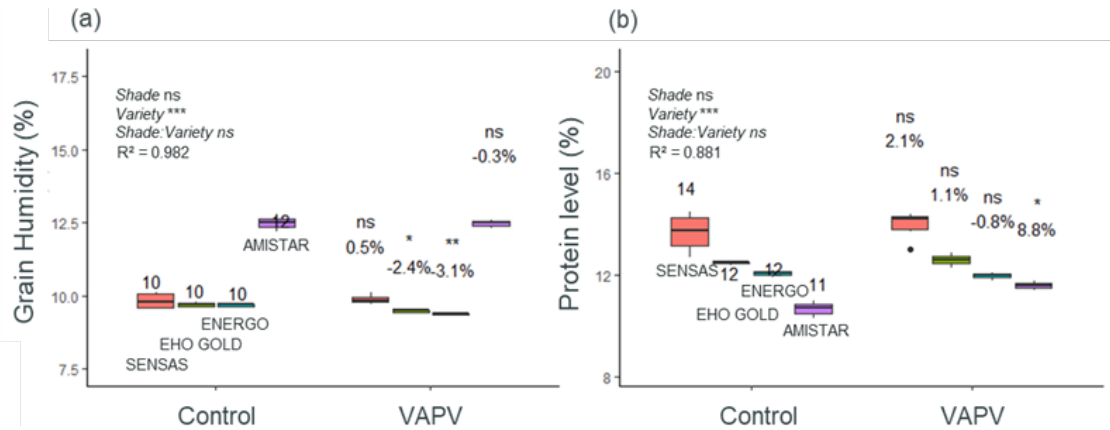 (a)
Grain Humidity (%)
17.5
15.0
12.5
10.0
7.5
Shade ns
Variety ***
Shade:Variety ns
R² = 0.982
10
10
10
12
AMISTAR
ENERGO
EHO GOLD
SENSAS
ns
0.5%
*
-2.4%
**
-3.1%
ns
-0.3%
Control
VAPV
(b)
Protein level (%)
20
16
12
8
Shade ns
Variety ***
Shade:Variety ns
R² = 0.881
14
SENSAS
12
12
ENERGO
EHO GOLD
11
AMISTAR
ns
2.1%
ns
1.1%
ns
-0.8%
*
8.8%
Control
VAPV